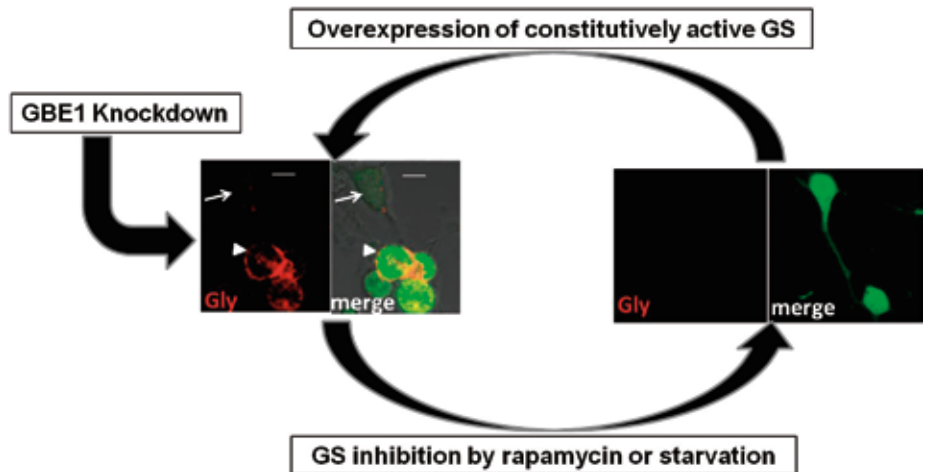 Overexpression of constitutively active GS
GBE1 Knockdown
Gly
merge
Gly
merge
GS inhibition by rapamycin or starvation